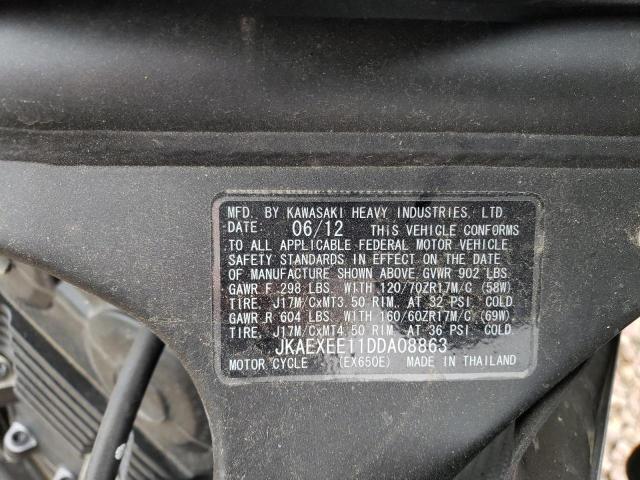 MFD. BY KAWASAKI HEAVY INDUSTRIES, LTD.
DATE: 06/12 THIS VEHICLE CONFORMS
TO ALL APPLICABLE FEDERAL MOTOR VEHICLE
SAFETY STANDARDS IN EFFECT ON THE DATE
OF MANUFACTURE SHOWN ABOVE. GVWR 902 LBS.
GAWR F 298 LBS. WITH 120/70ZR17M/C (58W)
TIRE, J17M/CxMT3.50 RIM, AT 32 PSI COLD
GAWR R 604 LBS. WITH 160/60ZR17M/C (69W)
TIRE, J17M/CxMT4.50 RIM, AT 36 PSI COLD
JKAEXEE11DDA08863
MOTOR CYCLE (EX650E) MADE IN THAILAND